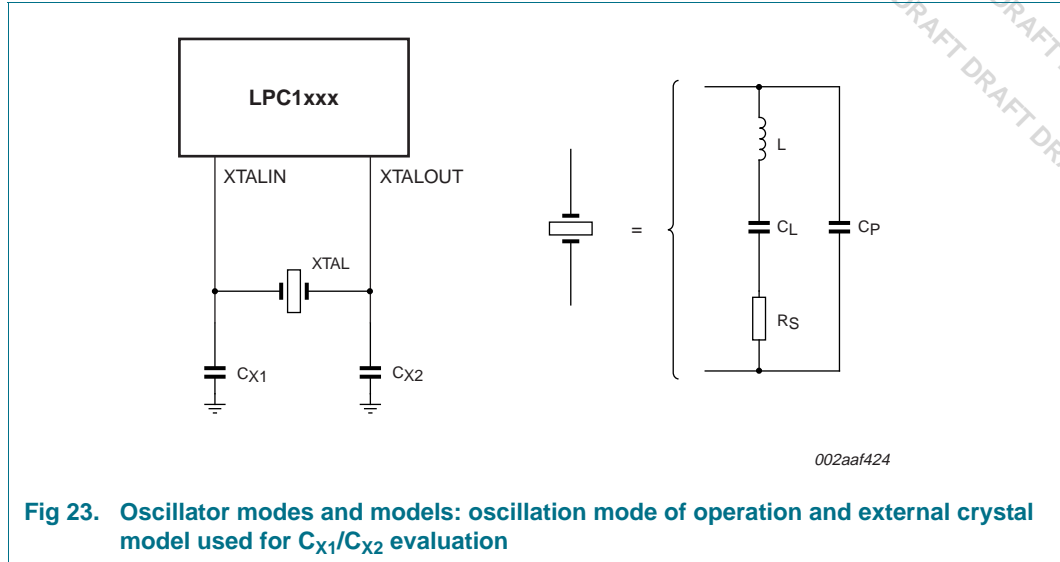 DRAFT DRAFT DR
DRAFT
LPC1xxx
XTALIN
XTALOUT
L
CL
CP
=
XTAL
RS
CX1
CX2
002aaf424
Fig 23. Oscillator modes and models: oscillation mode of operation and external crystal
model used for CX1/CX2 evaluation